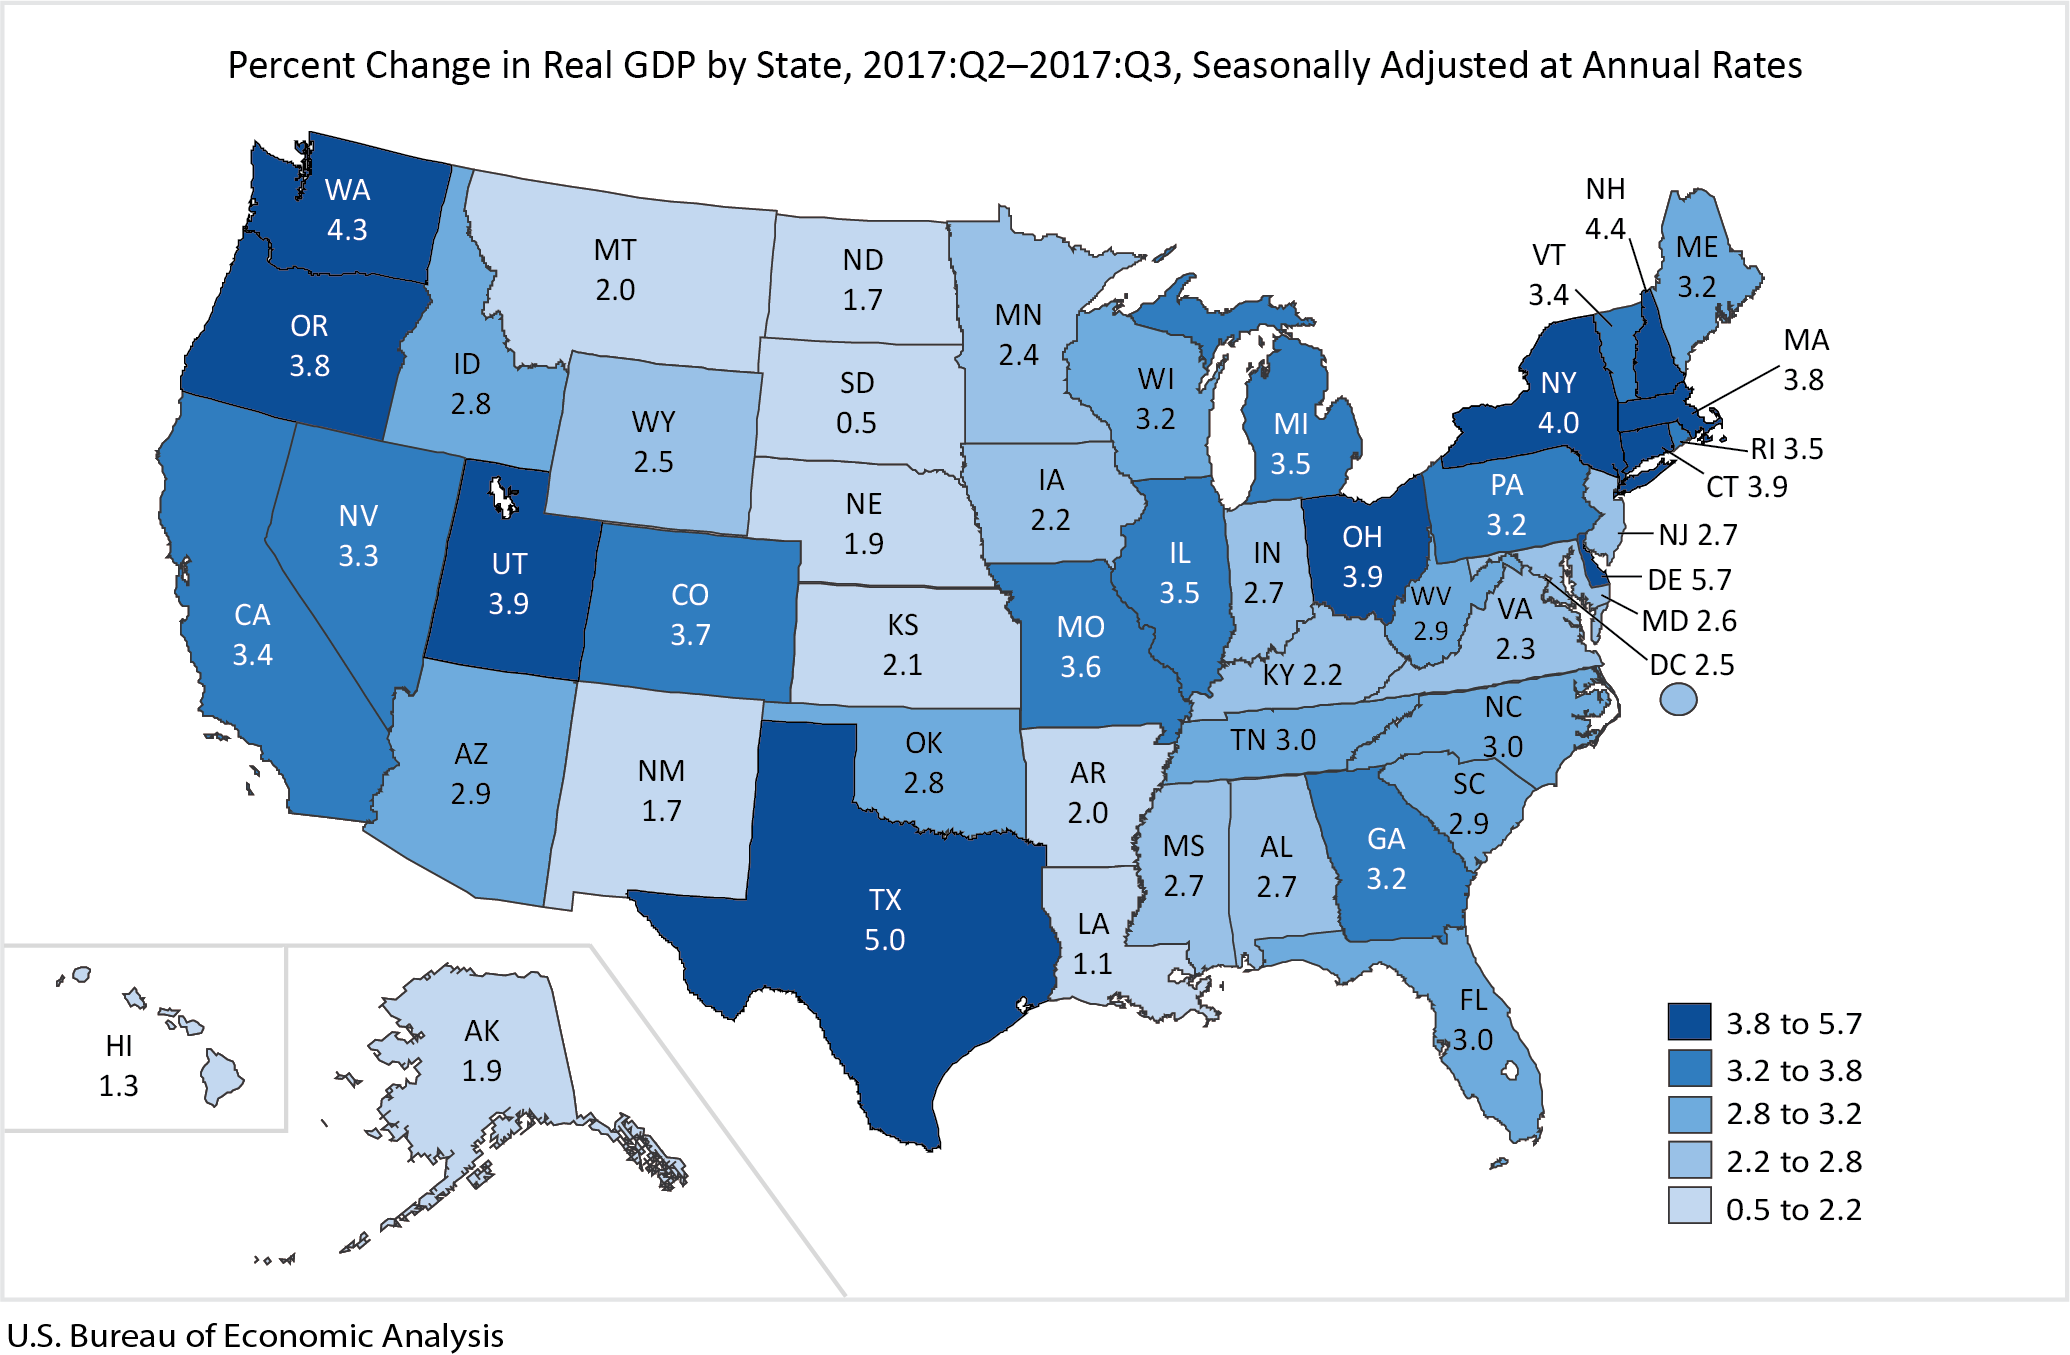 Percent Change in Real GDP by State, 2017:Q2–2017:Q3, Seasonally Adjusted at Annual Rates
WA
4.3
OR
3.8
CA
3.4
NV
3.3
ID
2.8
MT
2.0
WY
2.5
UT
3.9
CO
3.7
AZ
2.9
NM
1.7
ND
1.7
SD
0.5
NE
1.9
KS
2.1
OK
2.8
TX
5.0
MN
2.4
IA
2.2
MO
3.6
AR
2.0
LA
1.1
WI
3.2
IL
3.5
MI
3.5
IN
2.7
OH
3.9
KY 2.2
TN 3.0
MS
2.7
AL
2.7
GA
3.2
FL
3.0
SC
2.9
NC
3.0
VA
2.3
WV
2.9
PA
3.2
NY
4.0
VT
3.4
NH
4.4
ME
3.2
MA
3.8
RI 3.5
CT 3.9
NJ 2.7
DE 5.7
MD 2.6
DC 2.5
HI
1.3
AK
1.9
3.8 to 5.7
3.2 to 3.8
2.8 to 3.2
2.2 to 2.8
0.5 to 2.2
U.S. Bureau of Economic Analysis